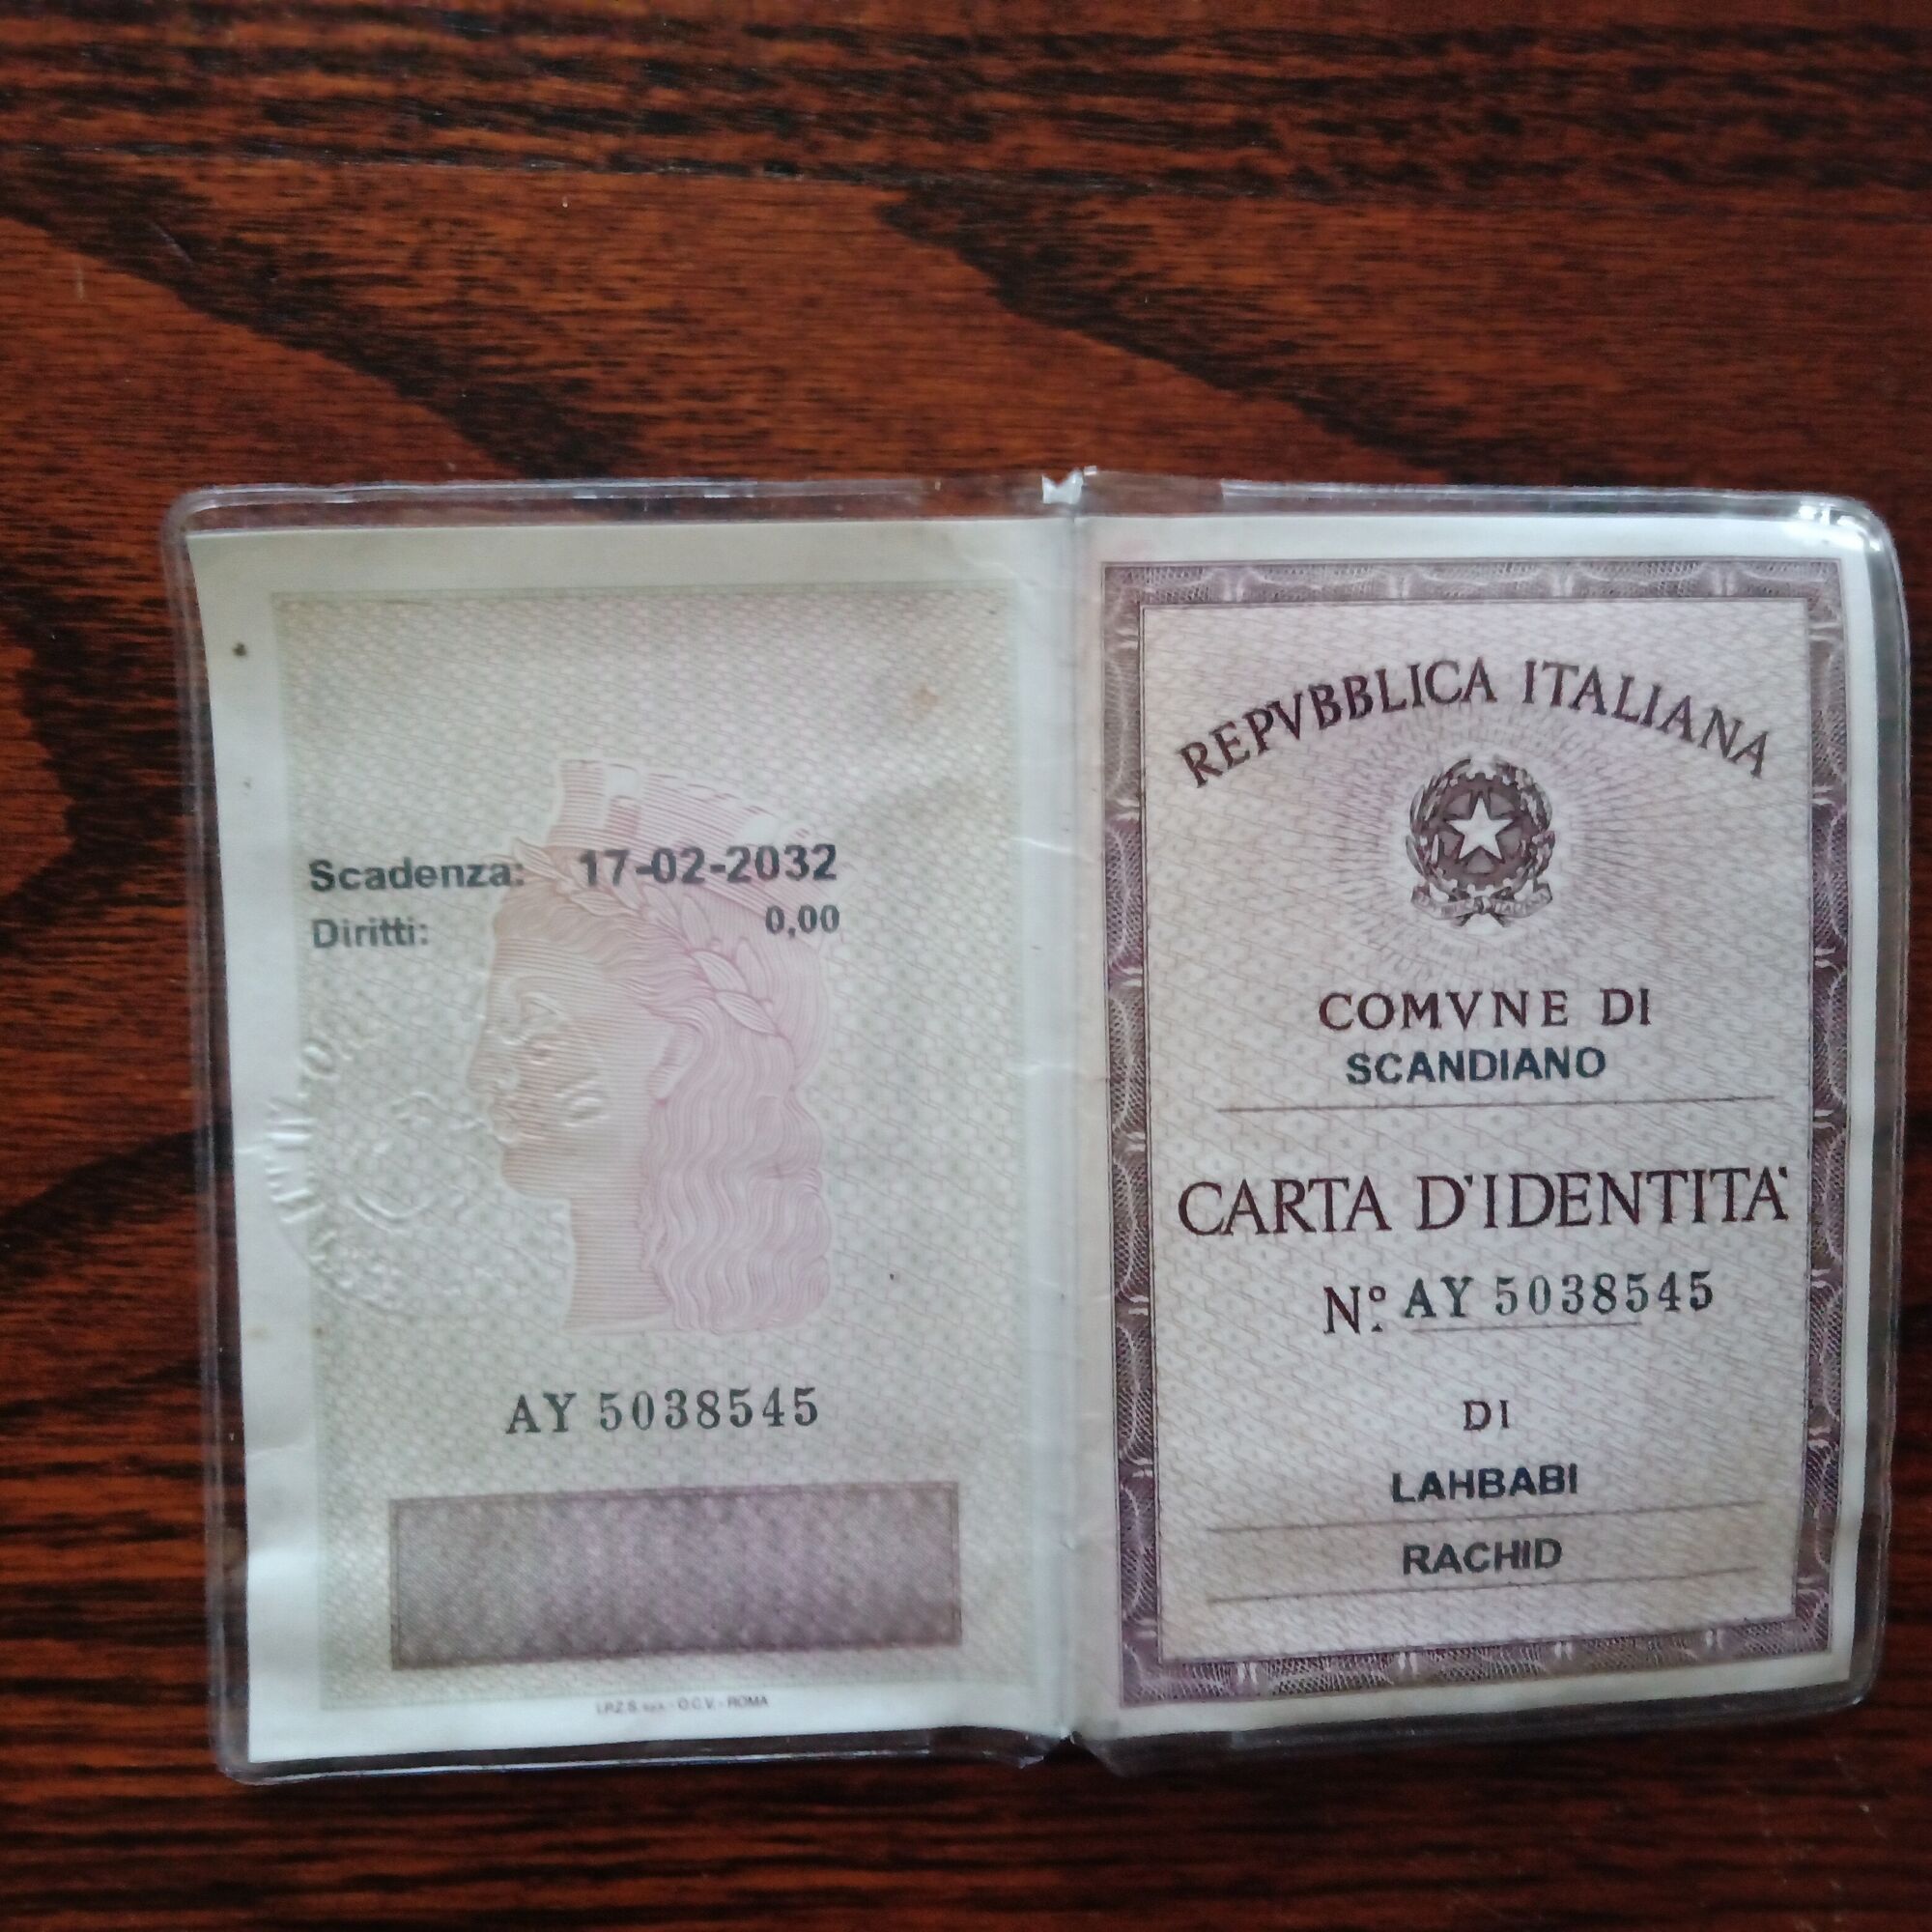 Scadenza: 17-02-2032
Diritti: 0,00
AY 5038545
I.P.Z.S. s.p.a. - O.C.V. - ROMA
REPVBBLICA ITALIANA
COMVNE DI
SCANDIANO
CARTA D'IDENTITA'
Nº. AY 5038545
DI
LAHBABI
RACHID